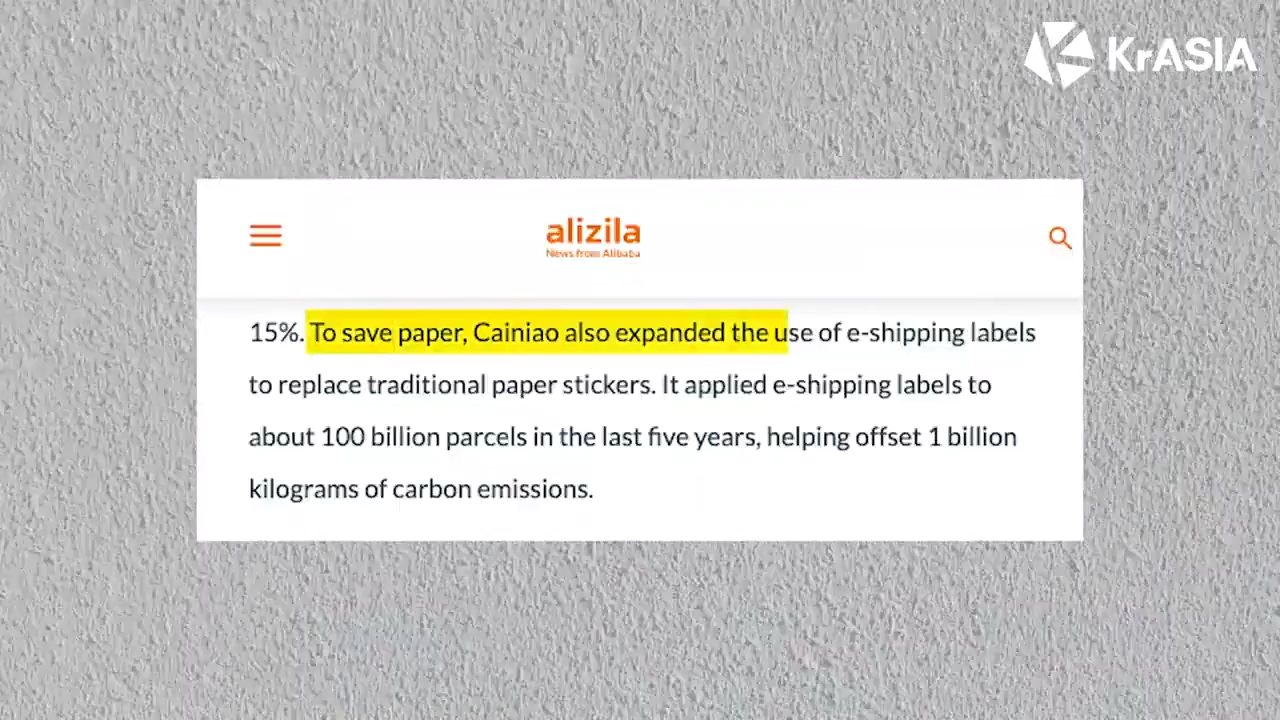 KrASIA
alizila
News from Alibaba
15%. To save paper, Cainiao also expanded the use of e-shipping labels
to replace traditional paper stickers. It applied e-shipping labels to
about 100 billion parcels in the last five years, helping offset 1 billion
kilograms of carbon emissions.